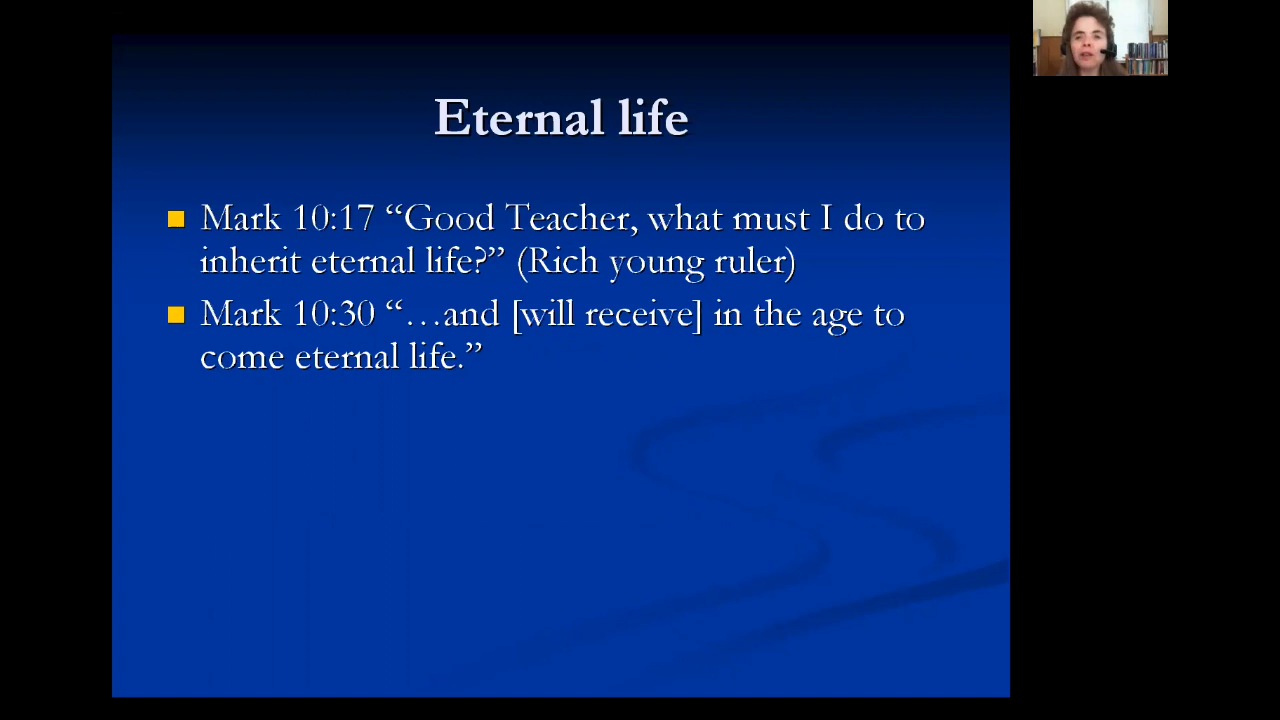 Eternal life
Mark 10:17 “Good Teacher, what must I do to
inherit eternal life?” (Rich young ruler)
Mark 10:30 “…and [will receive] in the age to
come eternal life.”